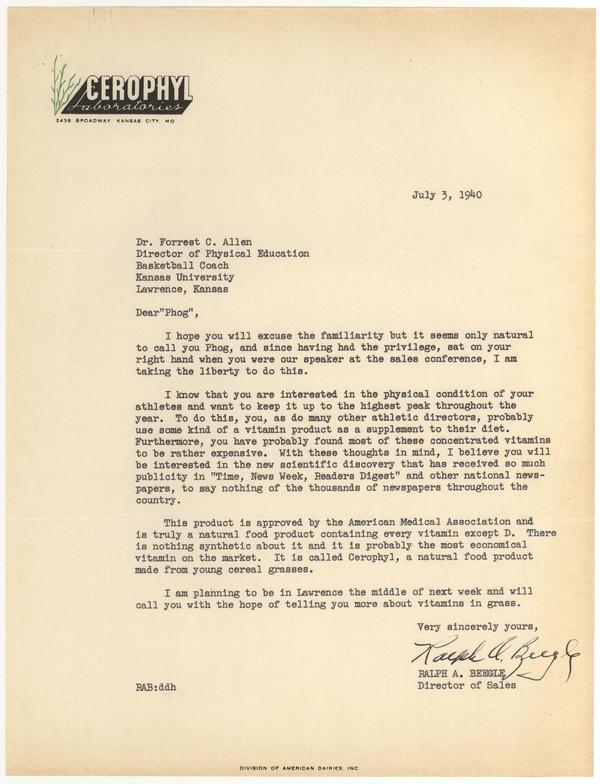 CEROPHYL
Laboratories
2438 BROADWAY, KANSAS CITY, MO
July 3, 1940
Dr. Forrest C. Allen
Director of Physical Education
Basketball Coach
Kansas University
Lawrence, Kansas
Dear"Phog",
I hope you will excuse the familiarity but it seems only natural
to call you Phog, and since having had the privilege, sat on your
right hand when you were our speaker at the sales conference, I am
taking the liberty to do this.
I know that you are interested in the physical condition of your
athletes and want to keep it up to the highest peak throughout the
year. To do this, you, as do many other athletic directors, probably
use some kind of a vitamin product as a supplement to their diet.
Furthermore, you have probably found most of these concentrated vitamins
to be rather expensive. With these thoughts in mind, I believe you will
be interested in the new scientific discovery that has received so much
publicity in "Time, News Week, Readers Digest" and other national news-
papers, to say nothing of the thousands of newspapers throughout the
country.
This product is approved by the American Medical Association and
is truly a natural food product containing every vitamin except D. There
is nothing synthetic about it and it is probably the most economical
vitamin on the market. It is called Cerophyl, a natural food product
made from young cereal grasses.
I am planning to be in Lawrence the middle of next week and will
call you with the hope of telling you more about vitamins in grass.
Very sincerely yours,
Ralph A. Beegle
RALPH A. BEEGLE
Director of Sales
RAB:ddh
DIVISION OF AMERICAN DAIRIES, INC